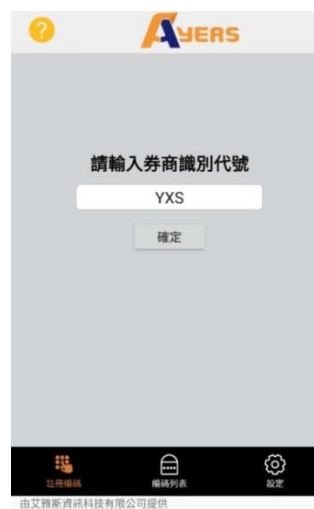 ?
AYERS
請輸入券商識別代號
YXS
確定
註冊編碼
編碼列表
設定
由艾雅斯資訊科技有限公司提供